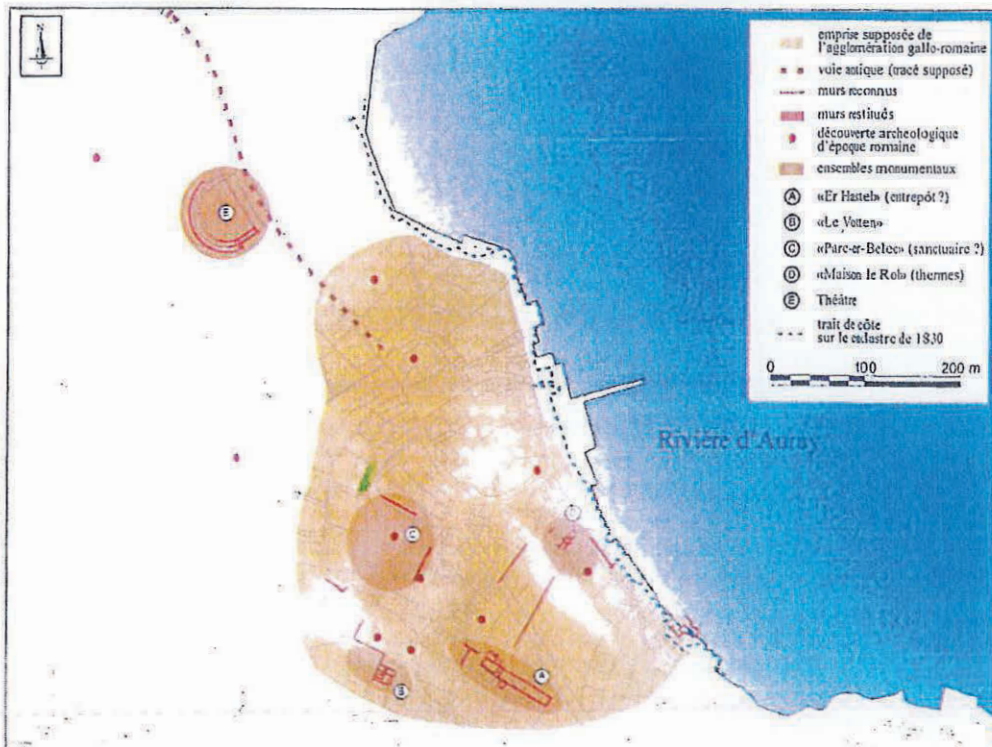 N
emprise supposée de
l'agglomération gallo-romaine
voie antique (tracé supposé)
murs reconnus
murs restitués
découverte archeologique
d'époque romaine
ensembles monumentaux
A «Er Hastel» (entrepôt ?)
B «Le Votten»
C «Parc-er-Belec» (sanctuaire ?)
D «Maison le Rol» (thermes)
E Théâtre
trait de côte
sur le cadastre de 1830
0 100 200 m
Rivière d'Auray
E
C
A
B